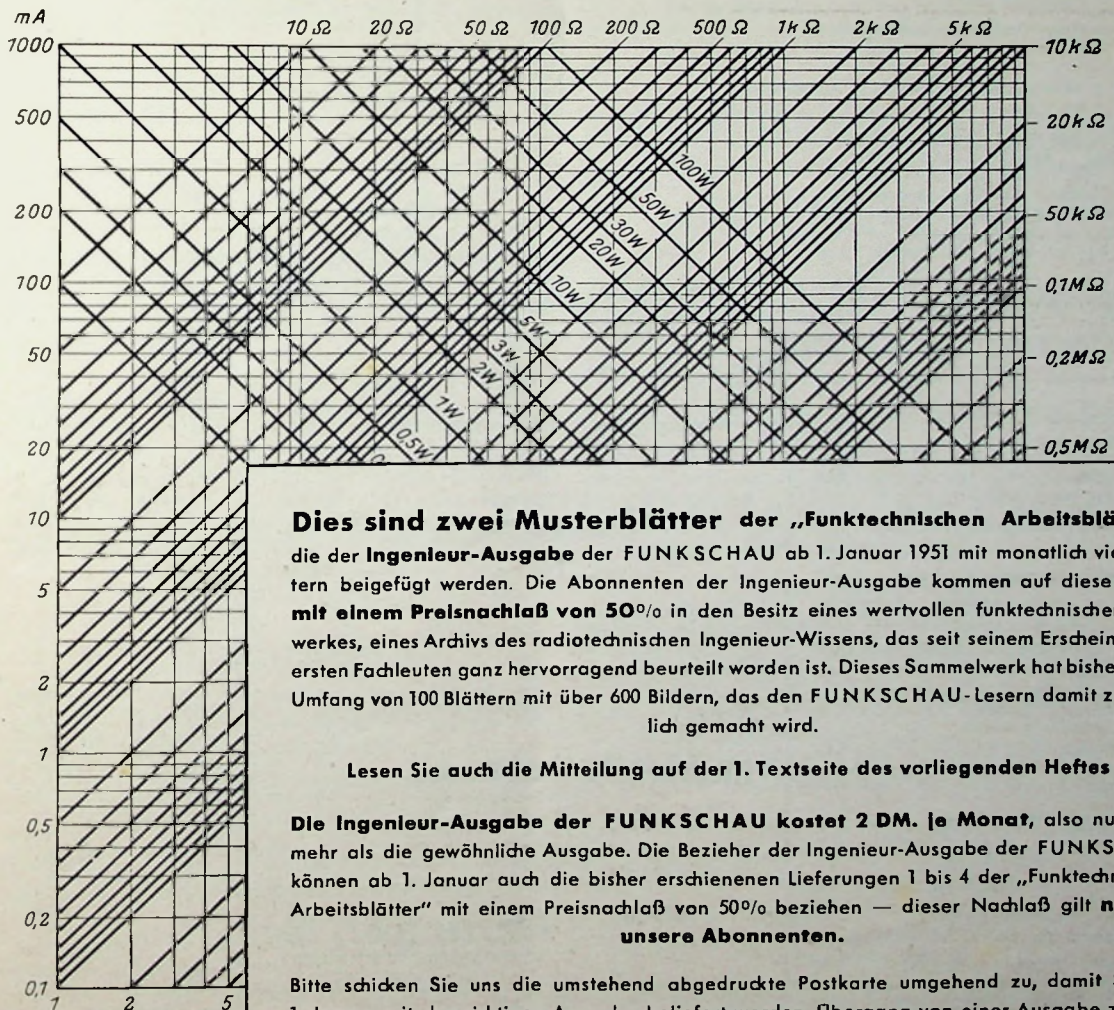 mA
10 Ω 20 Ω 50 Ω 100 Ω 200 Ω 500 Ω 1kΩ 2kΩ 5kΩ
1000
10kΩ
500
20kΩ
200
50kΩ
100
0,1MΩ
50
0,2MΩ
20
0,5MΩ
10
5
2
1
0,5
0,2
0,1
1 2 5
100W
50W
30W
20W
10W
5W
3W
2W
1W
0,5W
Dies sind zwei Musterblätter der „Funktechnischen Arbeitsblä
die der Ingenieur-Ausgabe der FUNKSCHAU ab 1. Januar 1951 mit monatlich vie
tern beigefügt werden. Die Abonnenten der Ingenieur-Ausgabe kommen auf diese
mit einem Preisnachlaß von 50% in den Besitz eines wertvollen funktechnische
werkes, eines Archivs des radiotechnischen Ingenieur-Wissens, das seit seinem Erschein
ersten Fachleuten ganz hervorragend beurteilt worden ist. Dieses Sammelwerk hat bishe
Umfang von 100 Blättern mit über 600 Bildern, das den FUNKSCHAU-Lesern damit z
lich gemacht wird.
Lesen Sie auch die Mitteilung auf der 1. Textseite des vorliegenden Heftes
Die Ingenieur-Ausgabe der FUNKSCHAU kostet 2 DM. je Monat, also nu
mehr als die gewöhnliche Ausgabe. Die Bezieher der Ingenieur-Ausgabe der FUNKS
können ab 1. Januar auch die bisher erschienenen Lieferungen 1 bis 4 der „Funktech
Arbeitsblätter" mit einem Preisnachlaß von 50% beziehen — dieser Nachlaß gilt n
unsere Abonnenten.
Bitte schicken Sie uns die umstehend abgedruckte Postkarte umgehend zu, damit